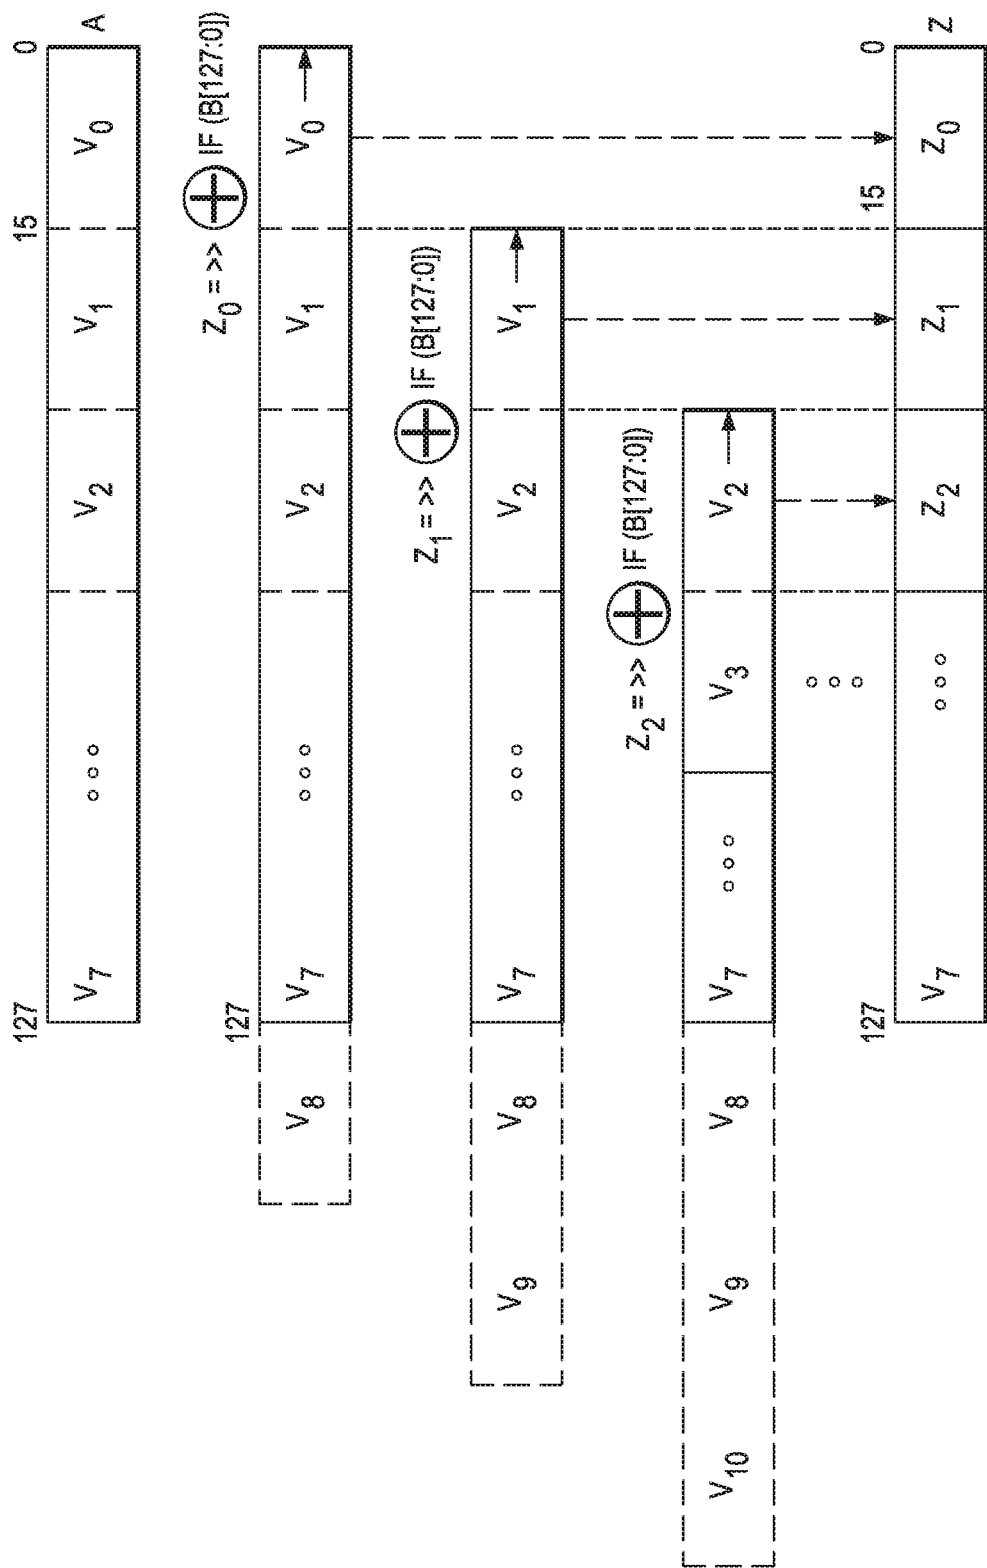 127 15 0
V7 V2 V1 V0 A
Z0 = >> ⊕ IF (B[127:0])
127
V8 V7 V2 V1 V0
Z1 = >> ⊕ IF (B[127:0])
V9 V8 V7 V2 V1
Z2 = >> ⊕ IF (B[127:0])
V10 V9 V8 V7 V3 V2
127 15 0
V7 Z2 Z1 Z0 Z